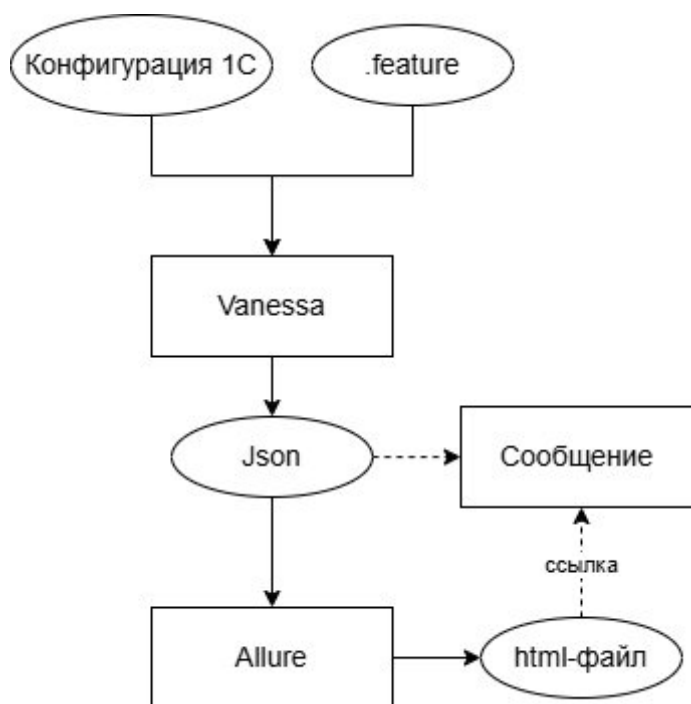 Конфигурация 1С
.feature
Vanessa
Json
Сообщение
ссылка
Allure
html-файл